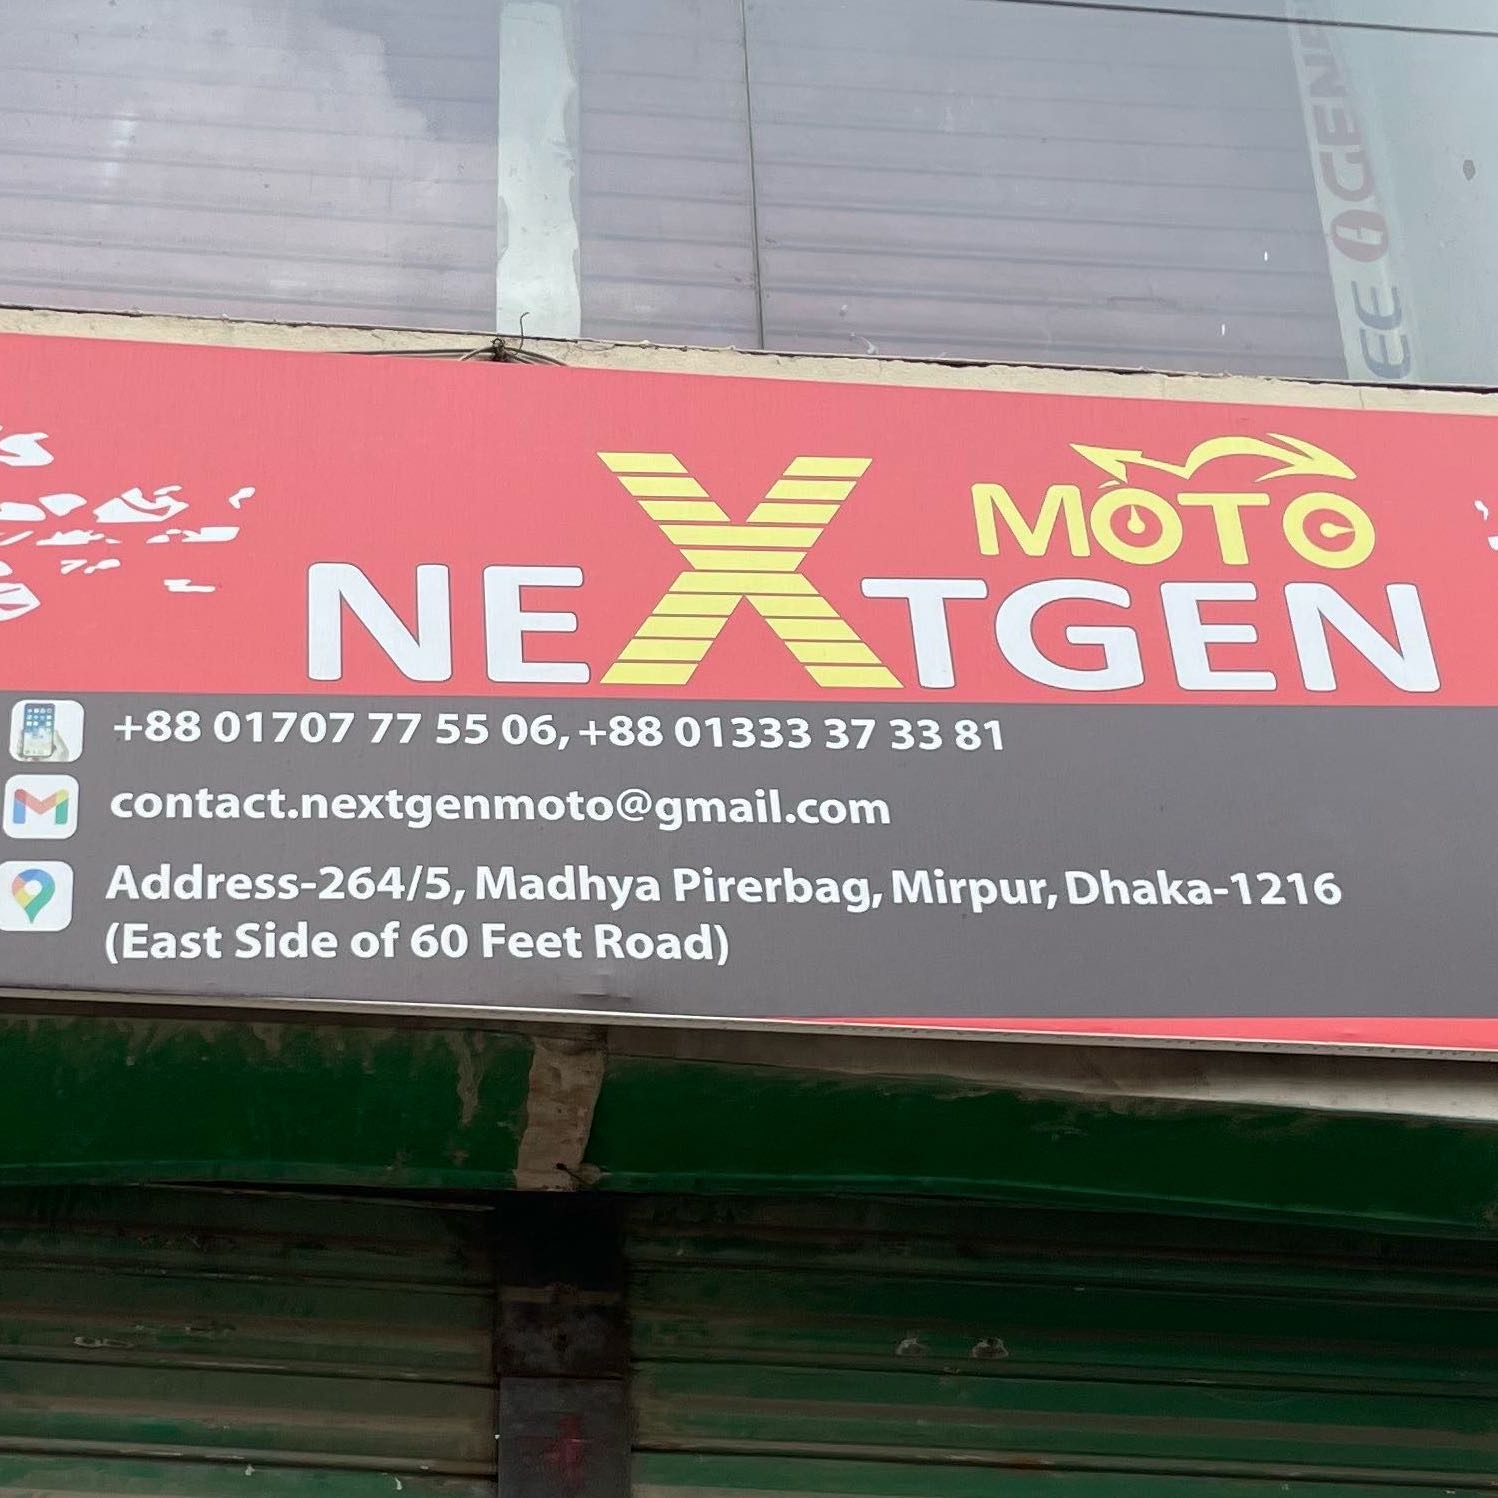 MOTO
NEXTGEN
+88 01707 77 55 06, +88 01333 37 33 81
contact.nextgenmoto@gmail.com
Address-264/5, Madhya Pirerbag, Mirpur, Dhaka-1216
(East Side of 60 Feet Road)